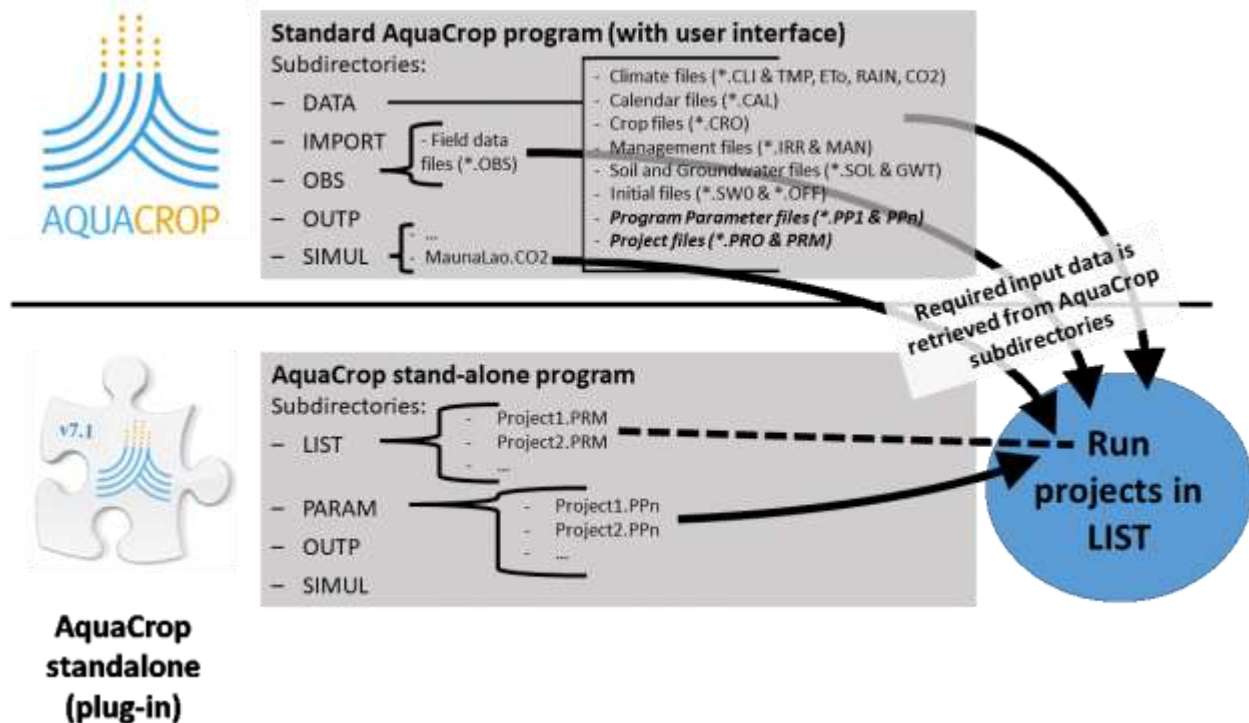 AQUACROP
Standard AquaCrop program (with user interface)
Subdirectories:
– DATA
– IMPORT
– OBS
– OUTP
– SIMUL
- Field data
files (*.OBS)
- ...
- MaunaLao.CO2
- Climate files (*.CLI & TMP, ETo, RAIN, CO2)
- Calendar files (*.CAL)
- Crop files (*.CRO)
- Management files (*.IRR & MAN)
- Soil and Groundwater files (*.SOL & GWT)
- Initial files (*.SW0 & *.OFF)
- Program Parameter files (*.PP1 & PPn)
- Project files (*.PRO & PRM)
Required input data is
retrieved from AquaCrop
subdirectories
v7.1
AquaCrop
standalone
(plug-in)
AquaCrop stand-alone program
Subdirectories:
– LIST
– PARAM
– OUTP
– SIMUL
- Project1.PRM
- Project2.PRM
- ...
- Project1.PPn
- Project2.PPn
- ...
Run
projects in
LIST